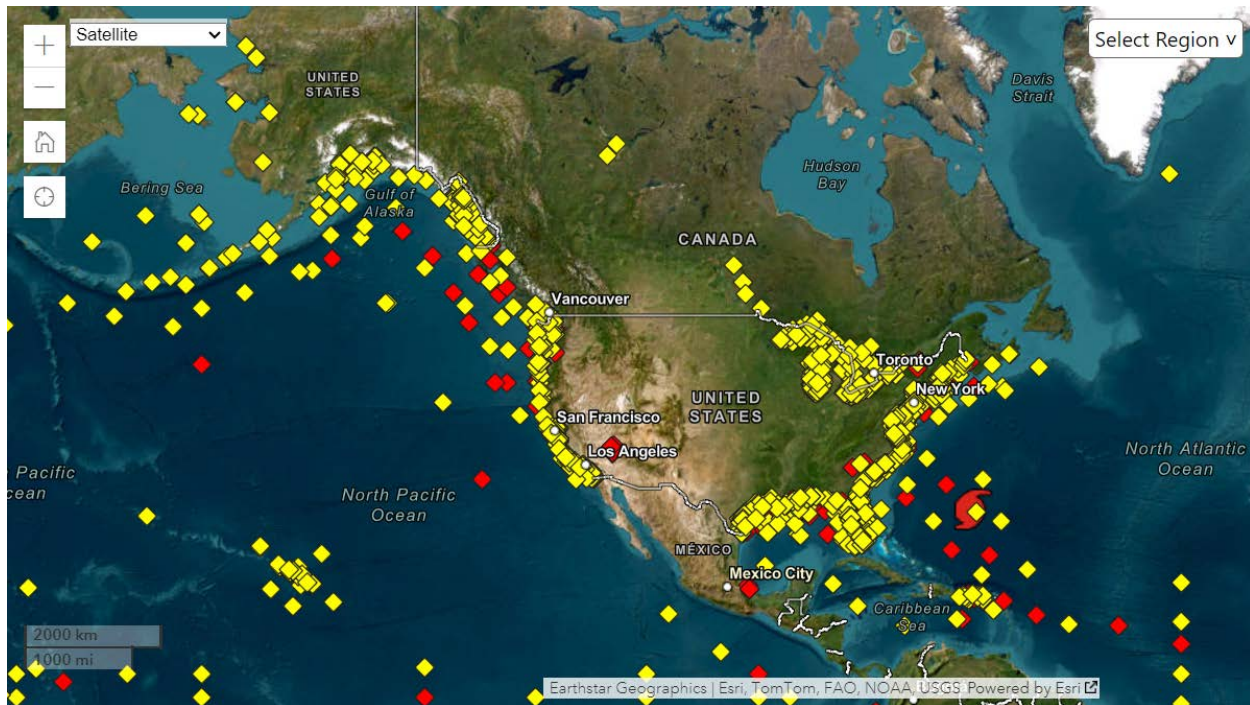 Satellite
Select Region v
UNITED
STATES
Davis
Strait
Bering Sea
Gulf of
Alaska
Hudson
Bay
CANADA
Vancouver
Toronto
New York
UNITED
STATES
San Francisco
Los Angeles
North Atlantic
Ocean
Pacific
cean
North Pacific
Ocean
MÉXICO
Mexico City
Caribbean
Sea
2000 km
1000 mi
Earthstar Geographics | Esri, TomTom, FAO, NOAA, USGS Powered by Esri